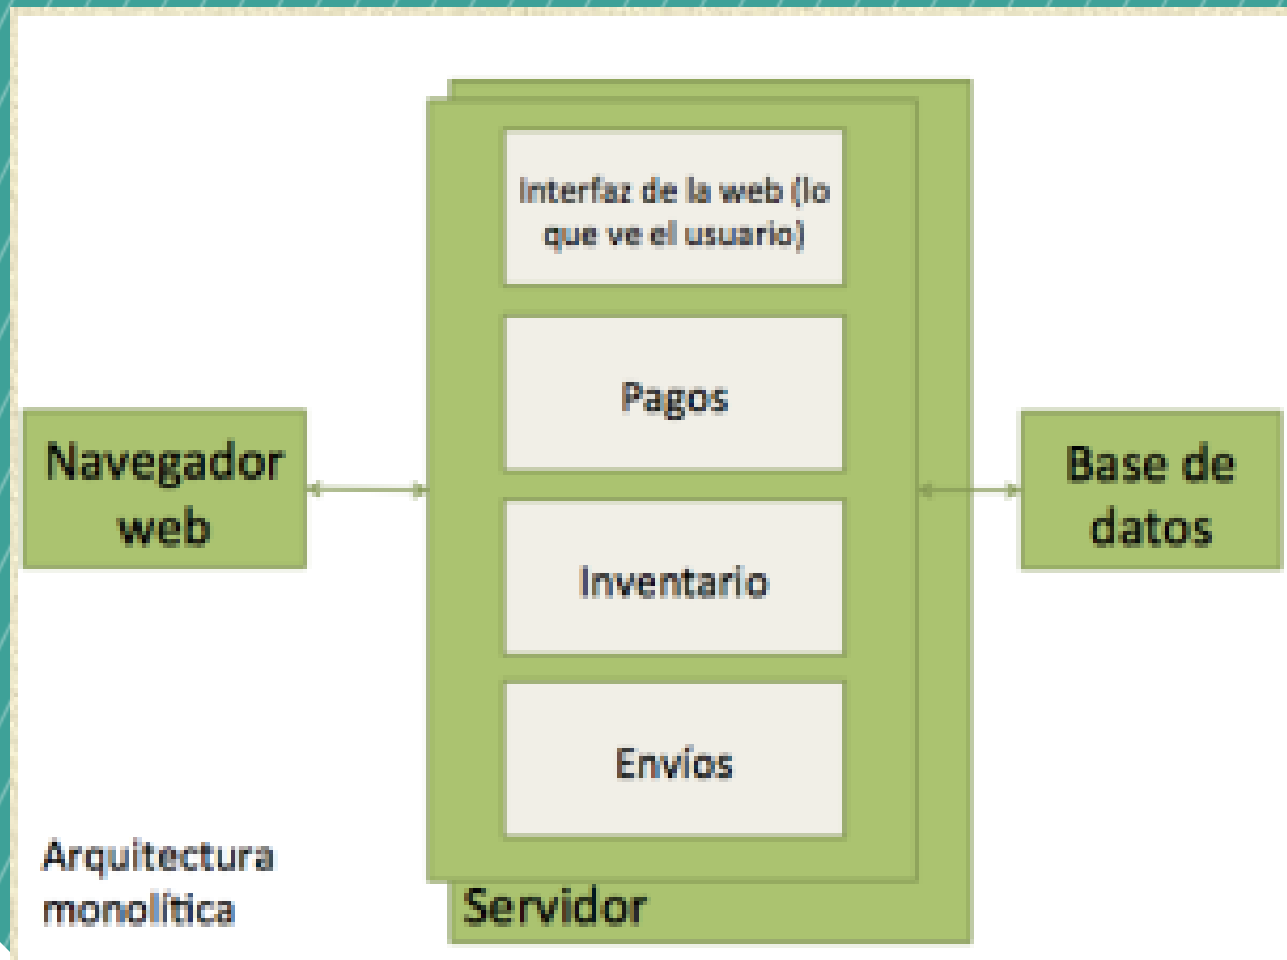 Interfaz de la web (lo
que ve el usuario)
Pagos
Navegador
web
Base de
datos
Inventario
Envíos
Arquitectura
monolítica
Servidor